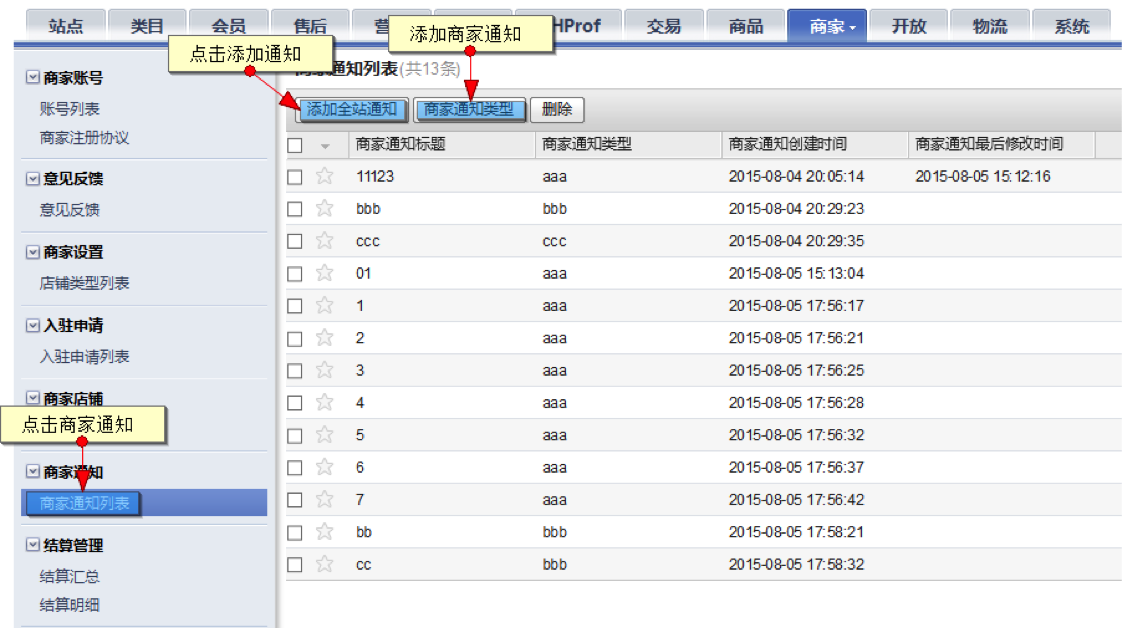 站点 类目 会员 售后 营 HProf 交易 商品 商家 开放 物流 系统
添加商家通知
点击添加通知
商家通知列表(共13条)
添加全站通知 商家通知类型 删除
商家通知标题 商家通知类型 商家通知创建时间 商家通知最后修改时间
11123 aaa 2015-08-04 20:05:14 2015-08-05 15:12:16
bbb bbb 2015-08-04 20:29:23
ccc ccc 2015-08-04 20:29:35
01 aaa 2015-08-05 15:13:04
1 aaa 2015-08-05 17:56:17
2 aaa 2015-08-05 17:56:21
3 aaa 2015-08-05 17:56:25
4 aaa 2015-08-05 17:56:28
5 aaa 2015-08-05 17:56:32
6 aaa 2015-08-05 17:56:37
7 aaa 2015-08-05 17:56:42
bb bbb 2015-08-05 17:58:21
cc bbb 2015-08-05 17:58:32
商家账号
账号列表
商家注册协议
意见反馈
意见反馈
商家设置
店铺类型列表
入驻申请
入驻申请列表
商家店铺
点击商家通知
商家通知
商家通知列表
结算管理
结算汇总
结算明细